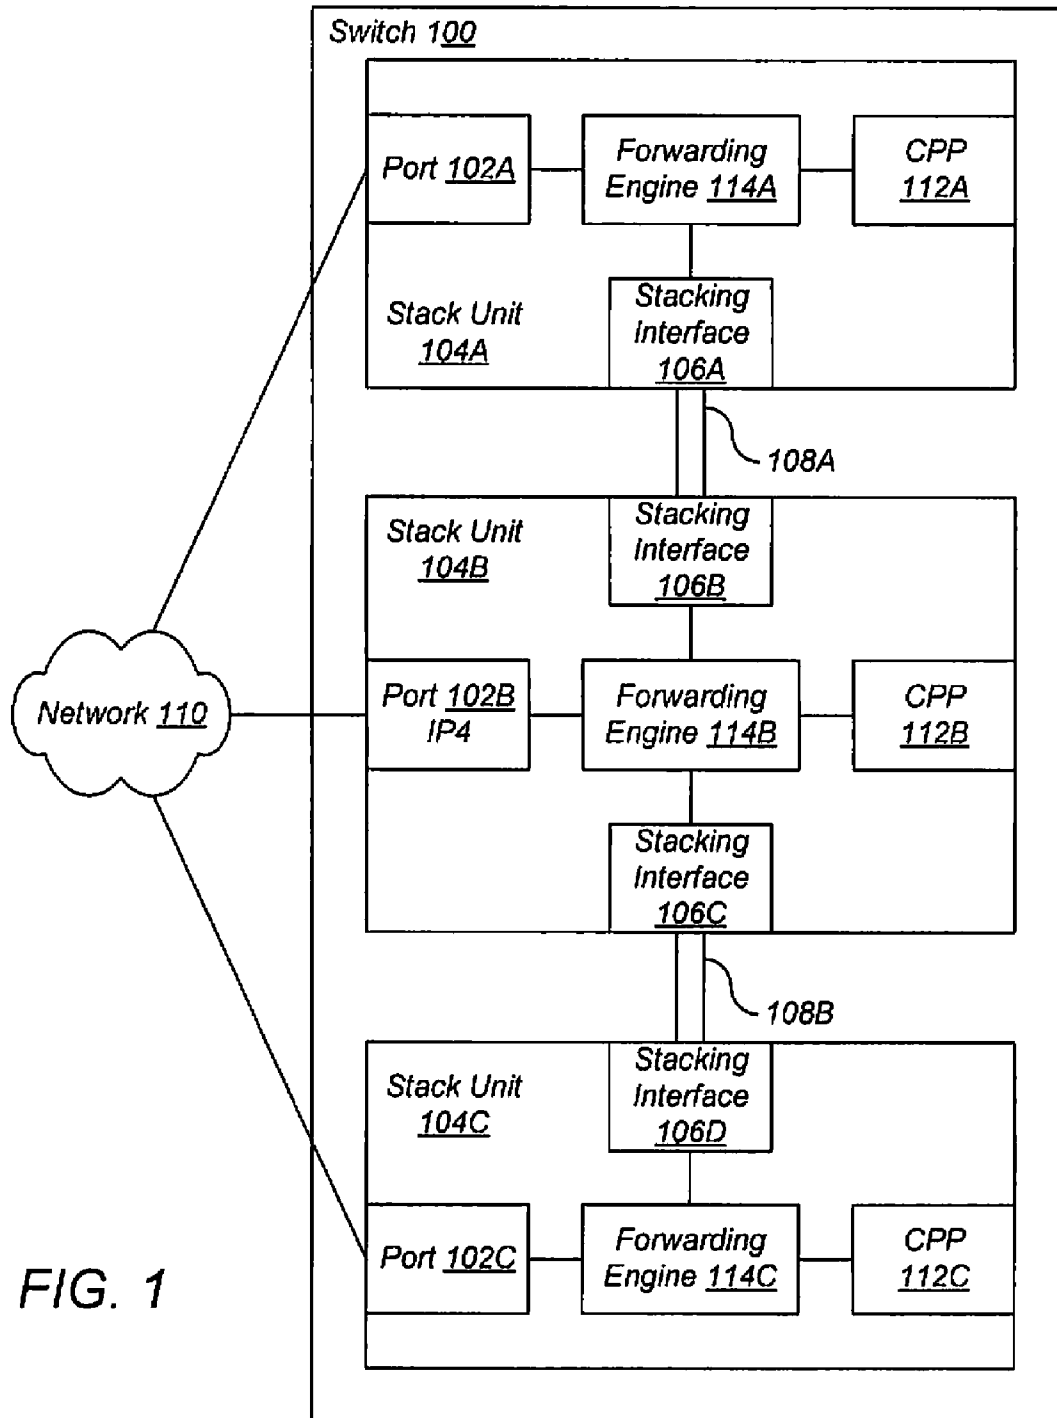 Switch 100
Port 102A
Forwarding
Engine 114A
CPP
112A
Stack Unit
104A
Stacking
Interface
106A
108A
Stack Unit
104B
Stacking
Interface
106B
Network 110
Port 102B
IP4
Forwarding
Engine 114B
CPP
112B
Stacking
Interface
106C
108B
Stack Unit
104C
Stacking
Interface
106D
Port 102C
Forwarding
Engine 114C
CPP
112C
FIG. 1